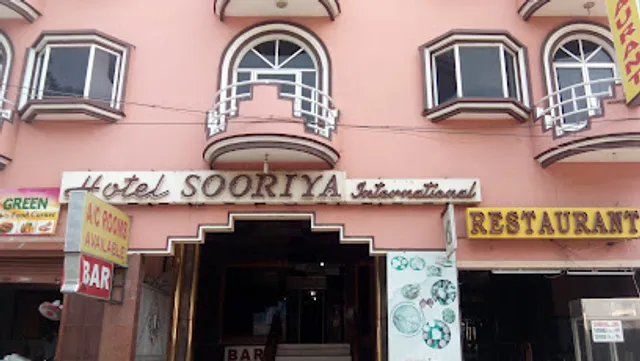 Hotel SOORIYA International
RESTAURANT
GREEN
A/C ROOMS
AVAILABLE
BAR
BAR